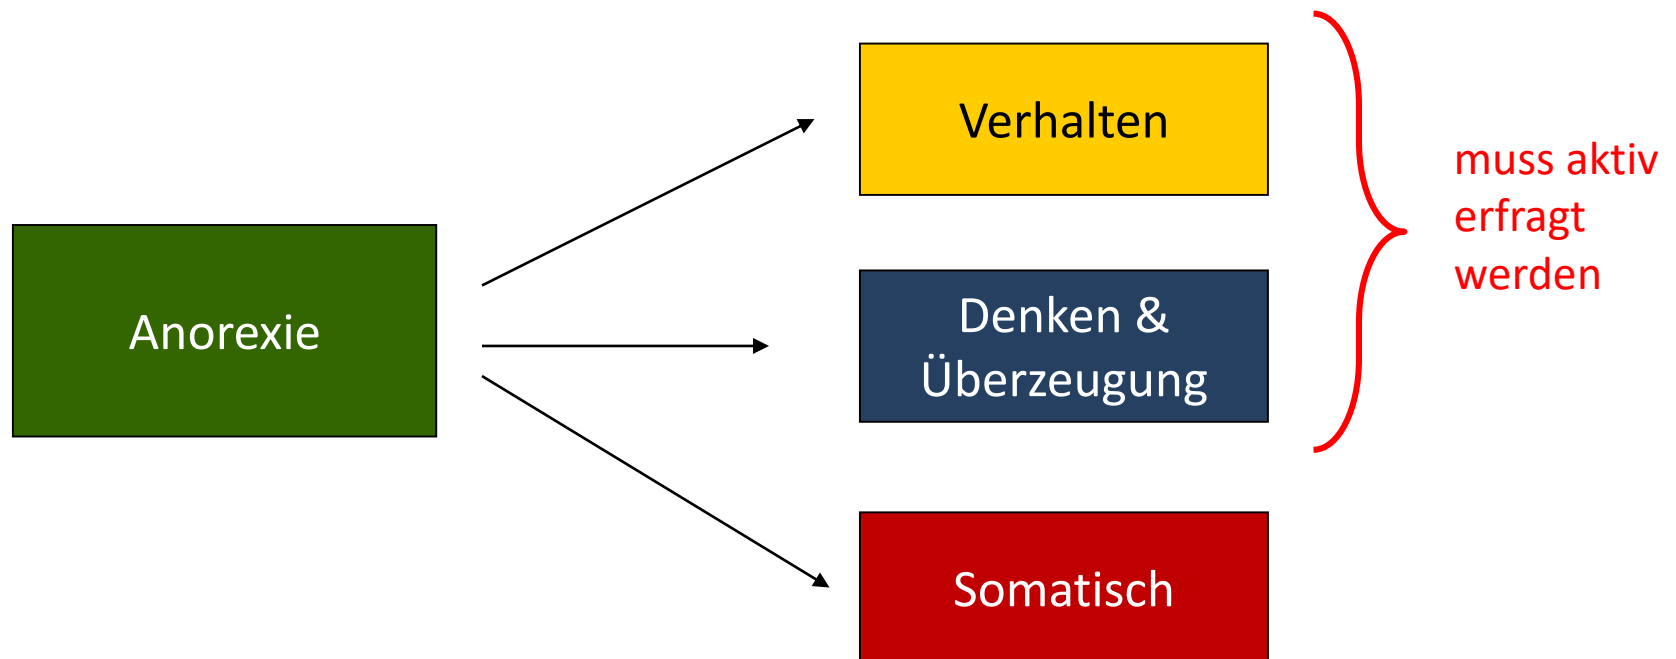 Anorexie
Verhalten
Denken &
Überzeugung
Somatisch
muss aktiv
erfragt
werden